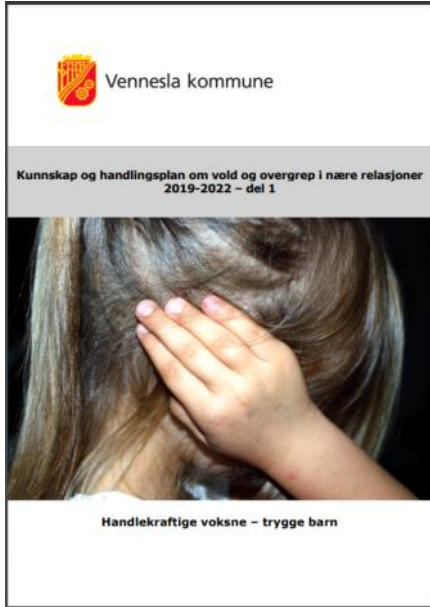 Vennesla kommune
Kunnskap og handlingsplan om vold og overgrep i nære relasjoner
2019-2022 – del 1
Handlekraftige voksne – trygge barn